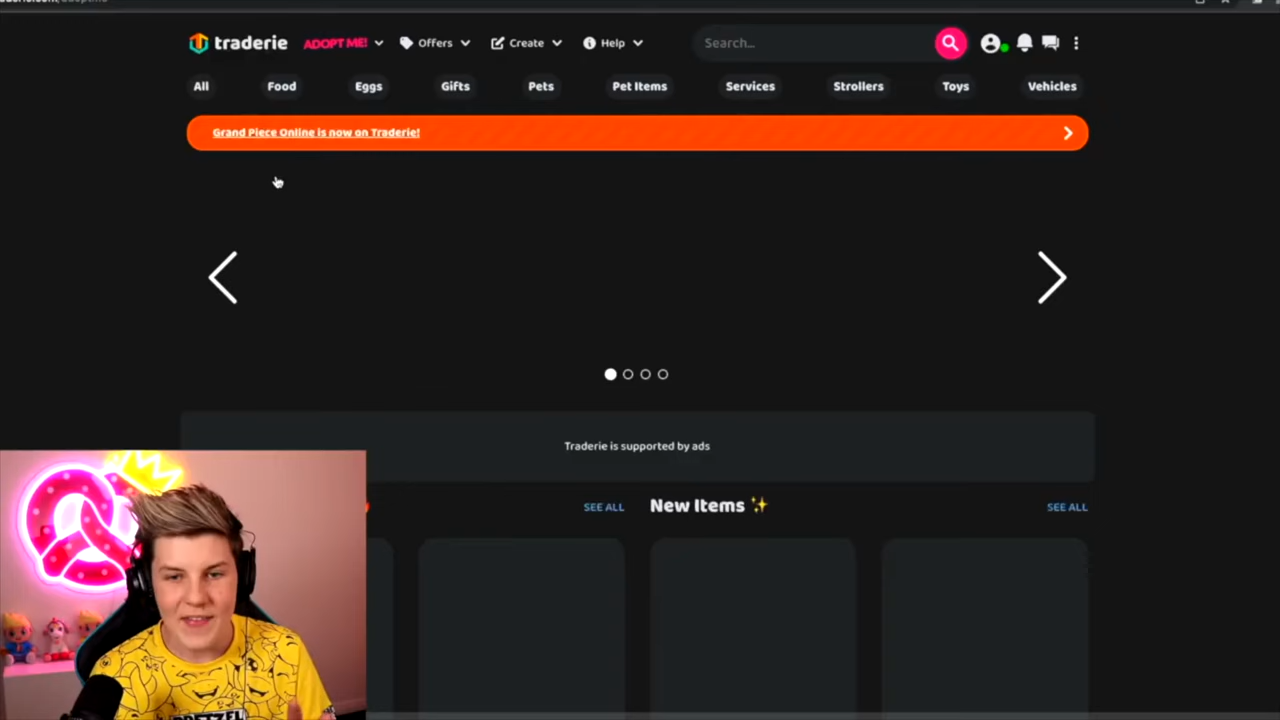 traderie ADOPT ME! Offers Create Help Search...
All Food Eggs Gifts Pets Pet Items Services Strollers Toys Vehicles
Grand Piece Online is now on Traderie!
Traderie is supported by ads
SEE ALL New Items SEE ALL
PRETZEL